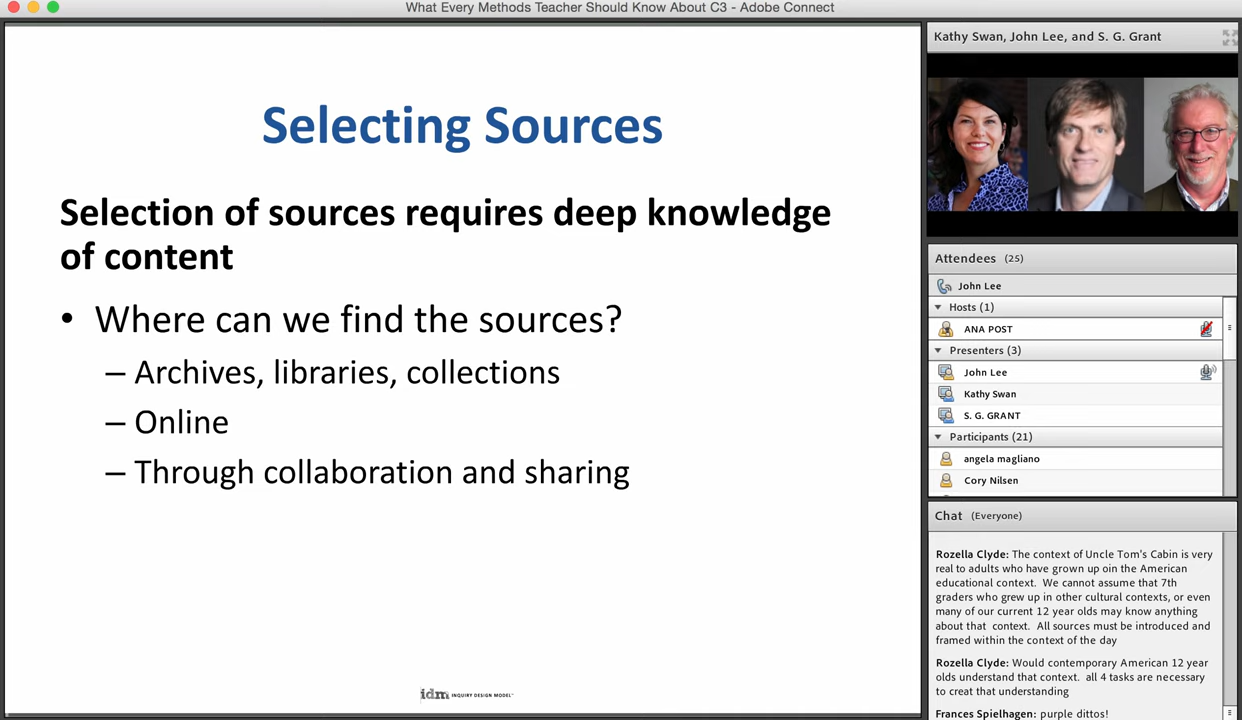 What Every Methods Teacher Should Know About C3 - Adobe Connect
Selecting Sources
Selection of sources requires deep knowledge
of content
• Where can we find the sources?
– Archives, libraries, collections
– Online
– Through collaboration and sharing
idm INQUIRY DESIGN MODEL™
Kathy Swan, John Lee, and S. G. Grant
Attendees (25)
John Lee
Hosts (1)
ANA POST
Presenters (3)
John Lee
Kathy Swan
S. G. GRANT
Participants (21)
angela magliano
Cory Nilsen
Chat (Everyone)
Rozella Clyde: The context of Uncle Tom's Cabin is very
real to adults who have grown up oin the American
educational context. We cannot assume that 7th
graders who grew up in other cultural contexts, or even
many of our current 12 year olds may know anything
about that context. All sources must be introduced and
framed within the context of the day
Rozella Clyde: Would contemporary American 12 year
olds understand that context. all 4 tasks are necessary
to creat that understanding
Frances Spielhagen: purple dittos!